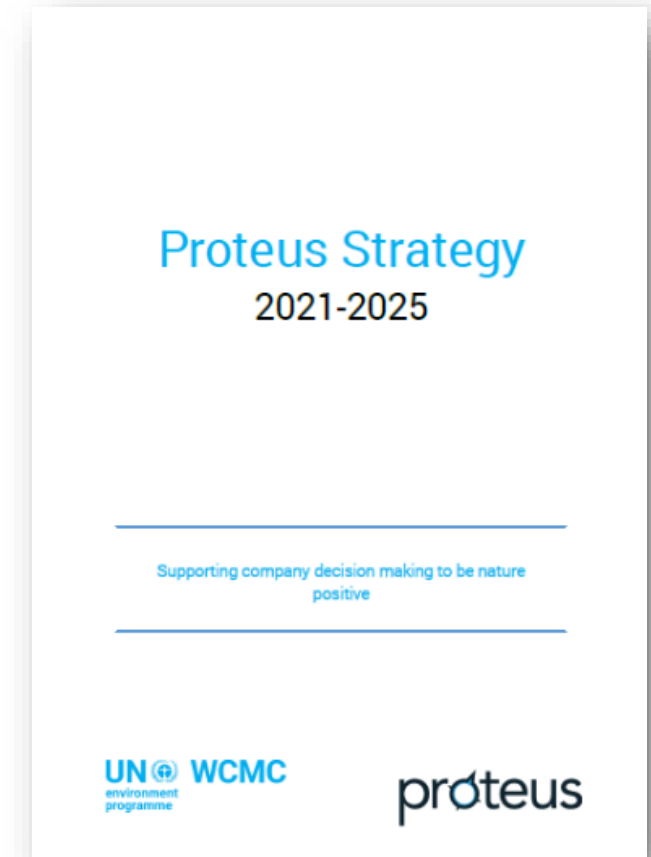 Proteus Strategy
2021-2025
Supporting company decision making to be nature
positive
UN WCMC
environment
programme
proteus